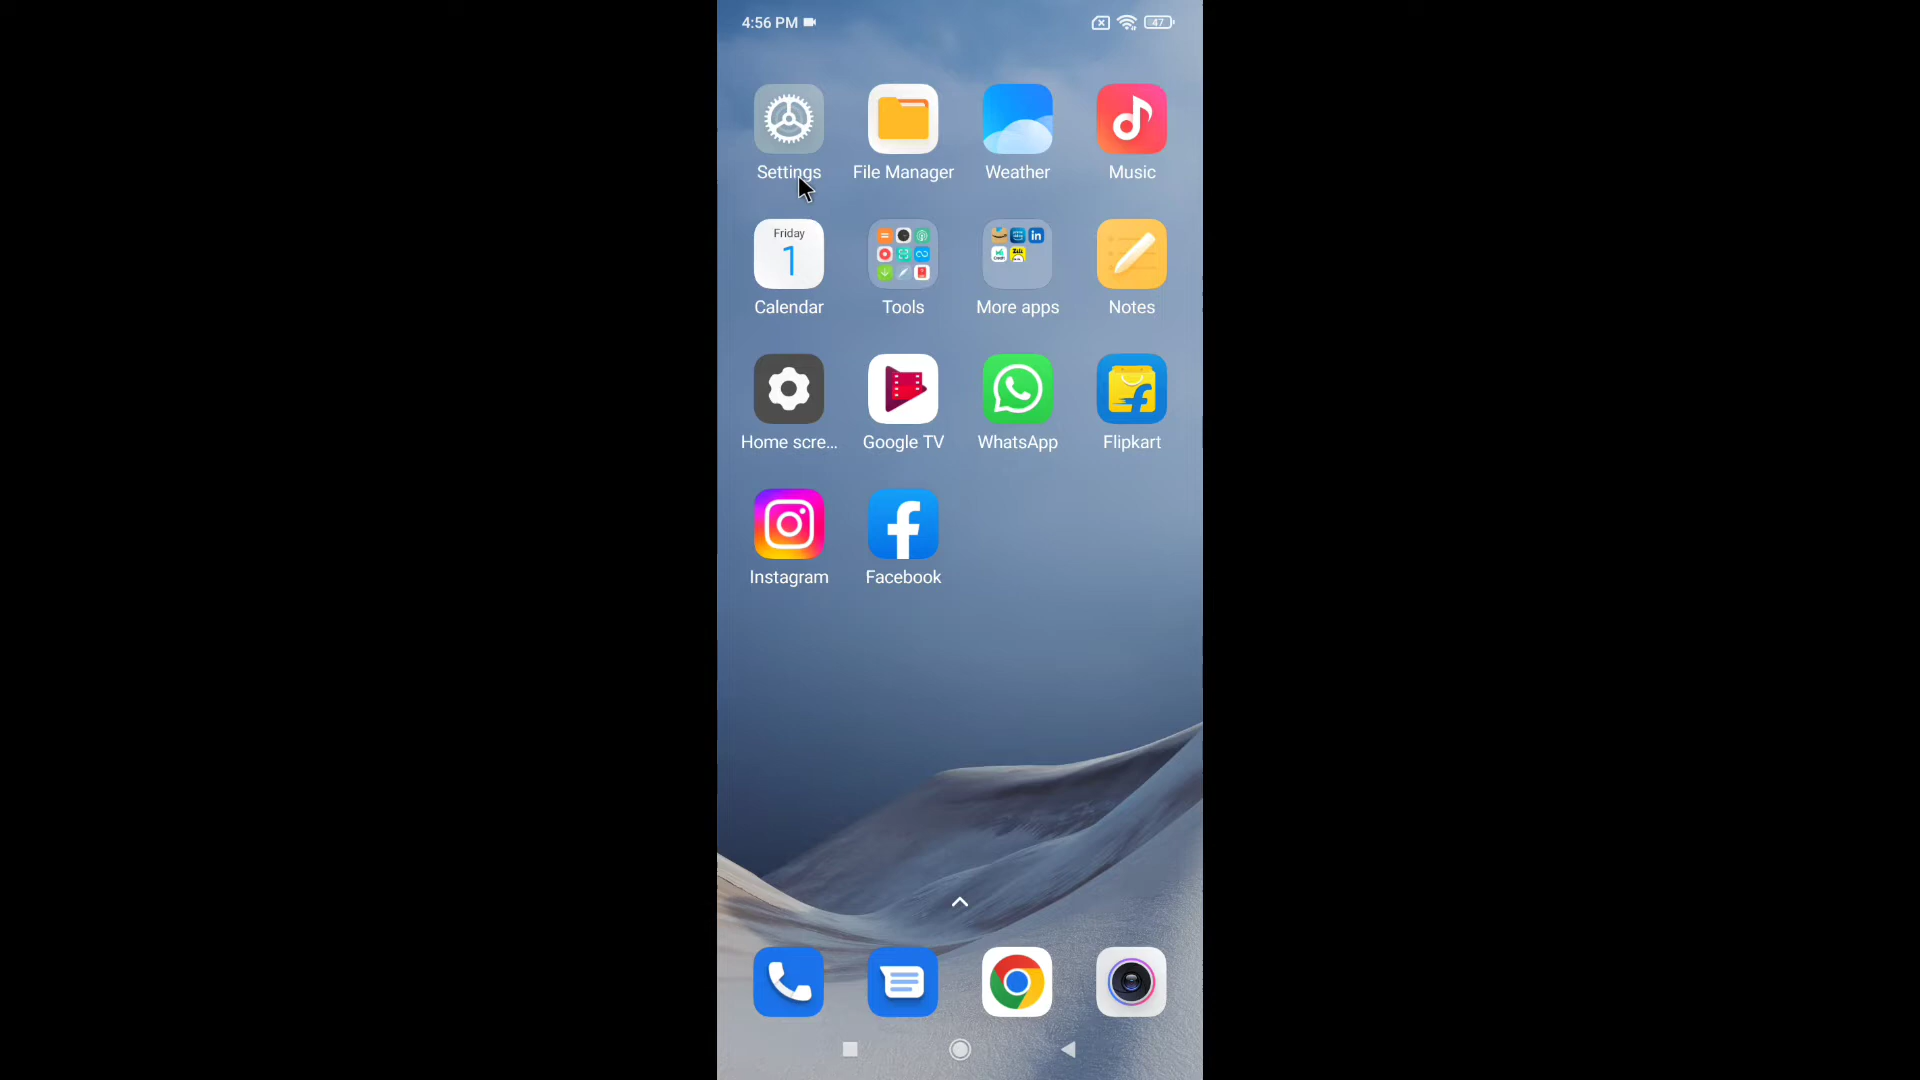 4:56 PM
47
Settings
File Manager
Weather
Music
Friday
1
Calendar
Tools
More apps
Notes
Home scre...
Google TV
WhatsApp
Flipkart
Instagram
Facebook